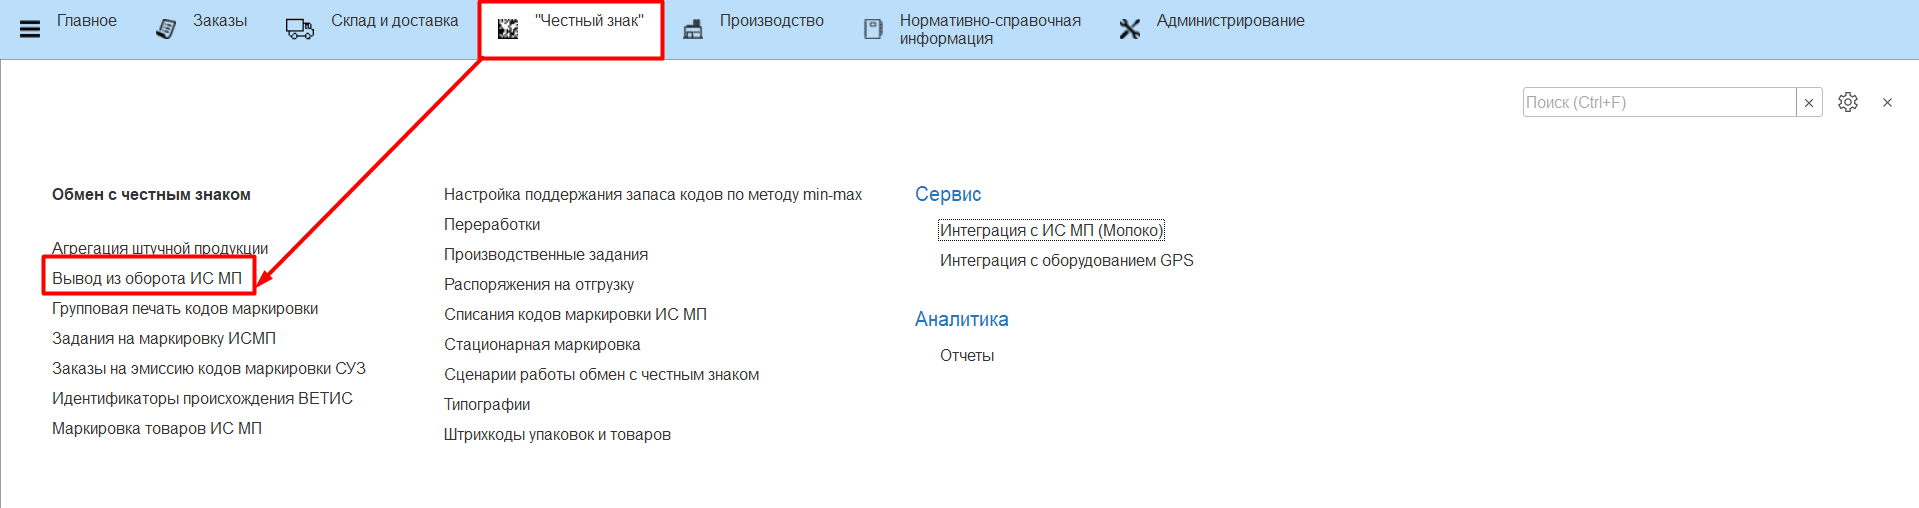 Главное
Заказы
Склад и доставка
"Честный знак"
Производство
Нормативно-справочная
информация
Администрирование
Поиск (Ctrl+F)
Обмен с честным знаком
Агрегация штучной продукции
Вывод из оборота ИС МП
Групповая печать кодов маркировки
Задания на маркировку ИСМП
Заказы на эмиссию кодов маркировки СУЗ
Идентификаторы происхождения ВЕТИС
Маркировка товаров ИС МП
Настройка поддержания запаса кодов по методу min-max
Переработки
Производственные задания
Распоряжения на отгрузку
Списания кодов маркировки ИС МП
Стационарная маркировка
Сценарии работы обмен с честным знаком
Типографии
Штрихкоды упаковок и товаров
Сервис
Интеграция с ИС МП (Молоко)
Интеграция с оборудованием GPS
Аналитика
Отчеты